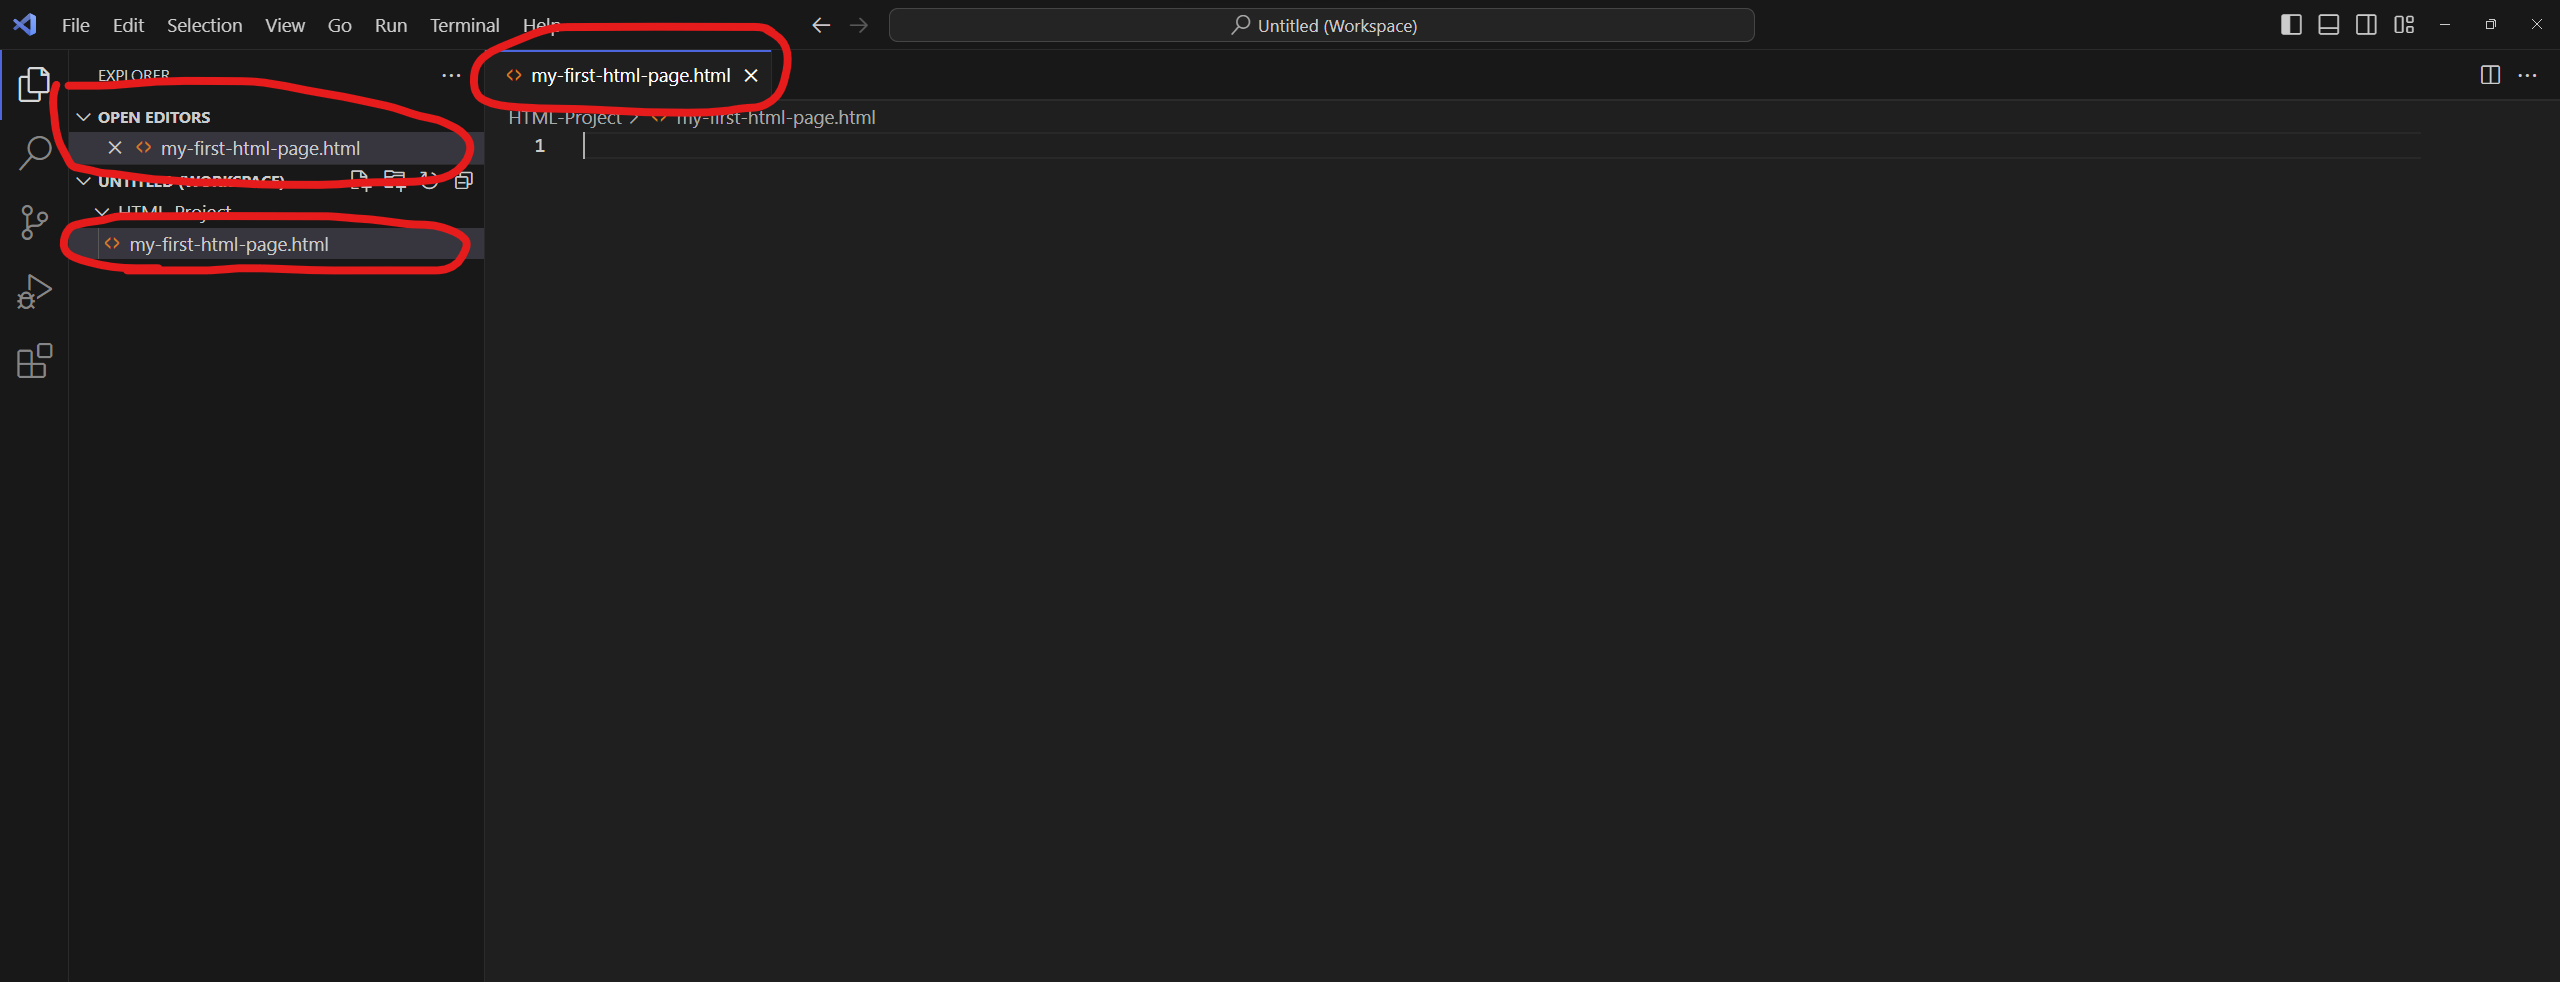 File Edit Selection View Go Run Terminal Help
Untitled (Workspace)
EXPLORER
my-first-html-page.html
OPEN EDITORS
HTML-Project > my-first-html-page.html
my-first-html-page.html
1
UNTITLED (WORKSPACE)
HTML-Project
my-first-html-page.html